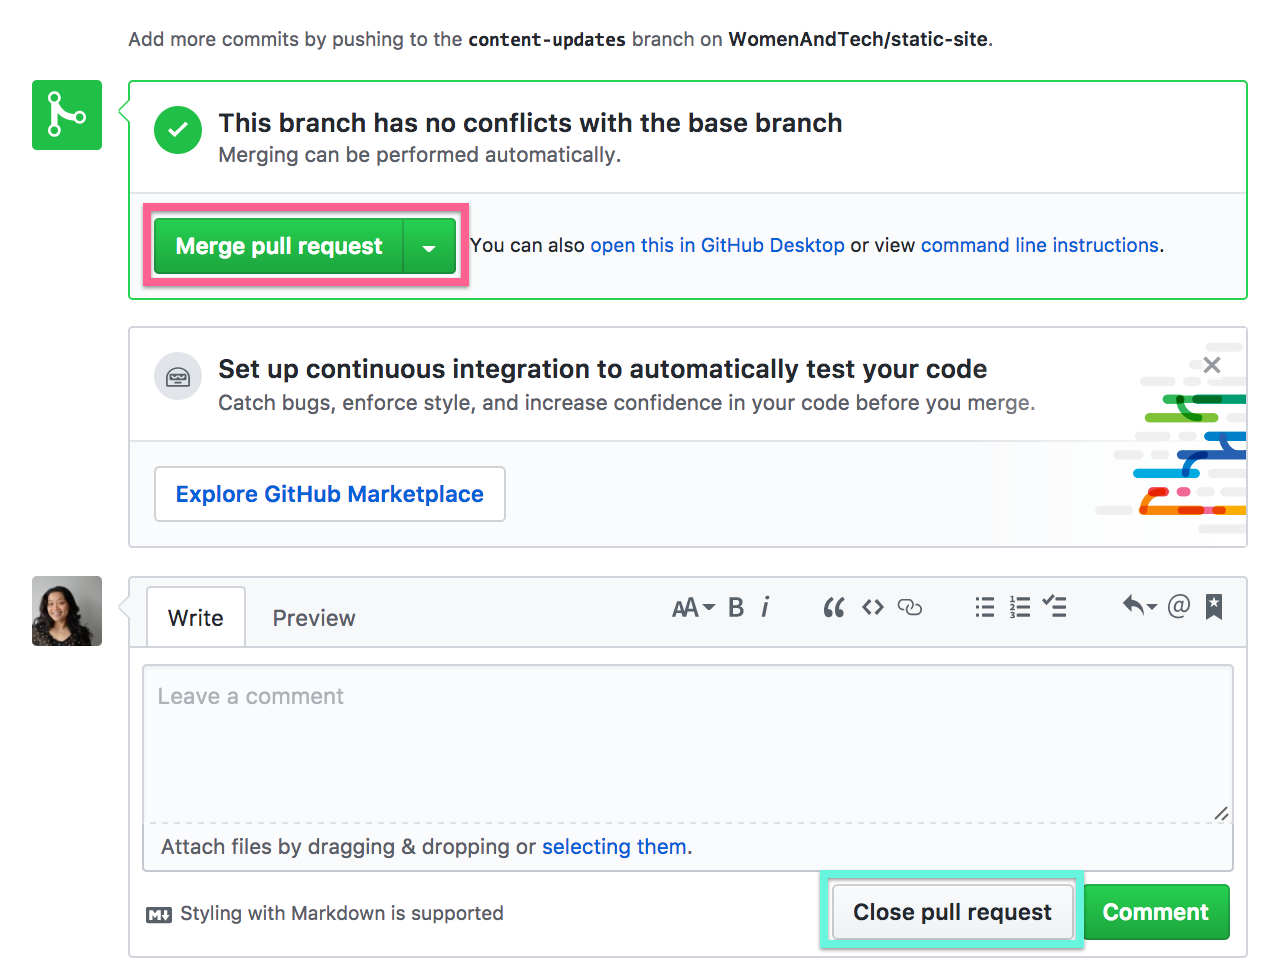 Add more commits by pushing to the content-updates branch on WomenAndTech/static-site.
This branch has no conflicts with the base branch
Merging can be performed automatically.
Merge pull request You can also open this in GitHub Desktop or view command line instructions.
Set up continuous integration to automatically test your code
Catch bugs, enforce style, and increase confidence in your code before you merge.
Explore GitHub Marketplace
Write Preview AA B i
Leave a comment
Attach files by dragging & dropping or selecting them.
M Styling with Markdown is supported Close pull request Comment